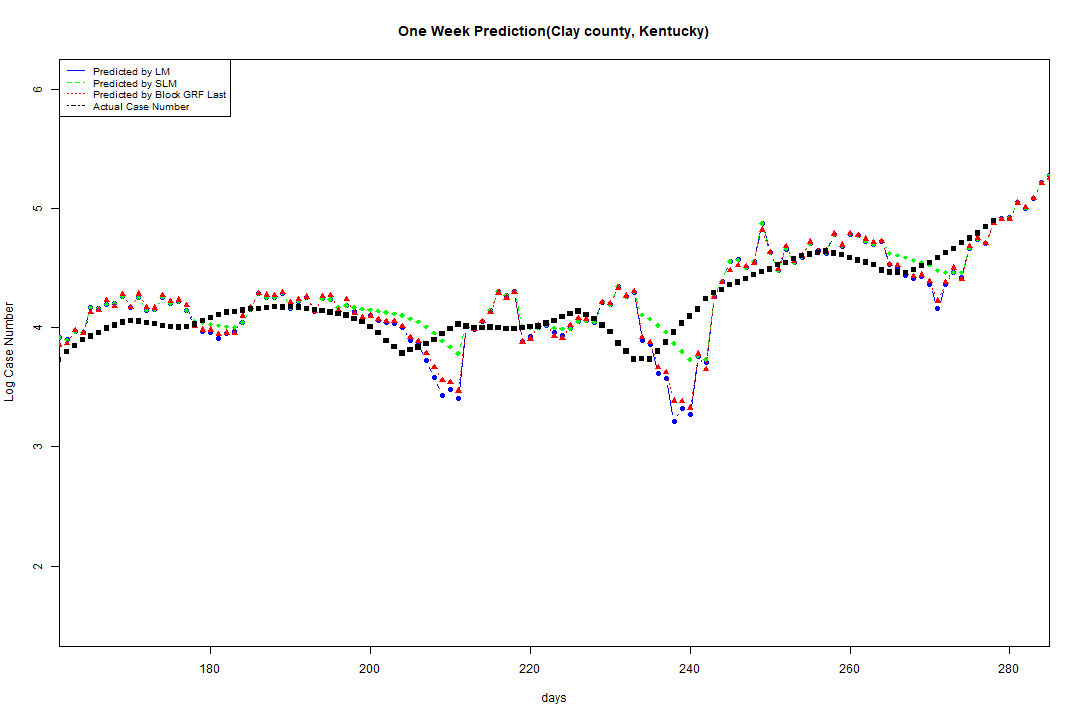 One Week Prediction(Clay county, Kentucky)
Predicted by LM
Predicted by SLM
Predicted by Block GRF Last
Actual Case Number
6
5
4
3
2
Log Case Number
180
200
220
240
260
280
days